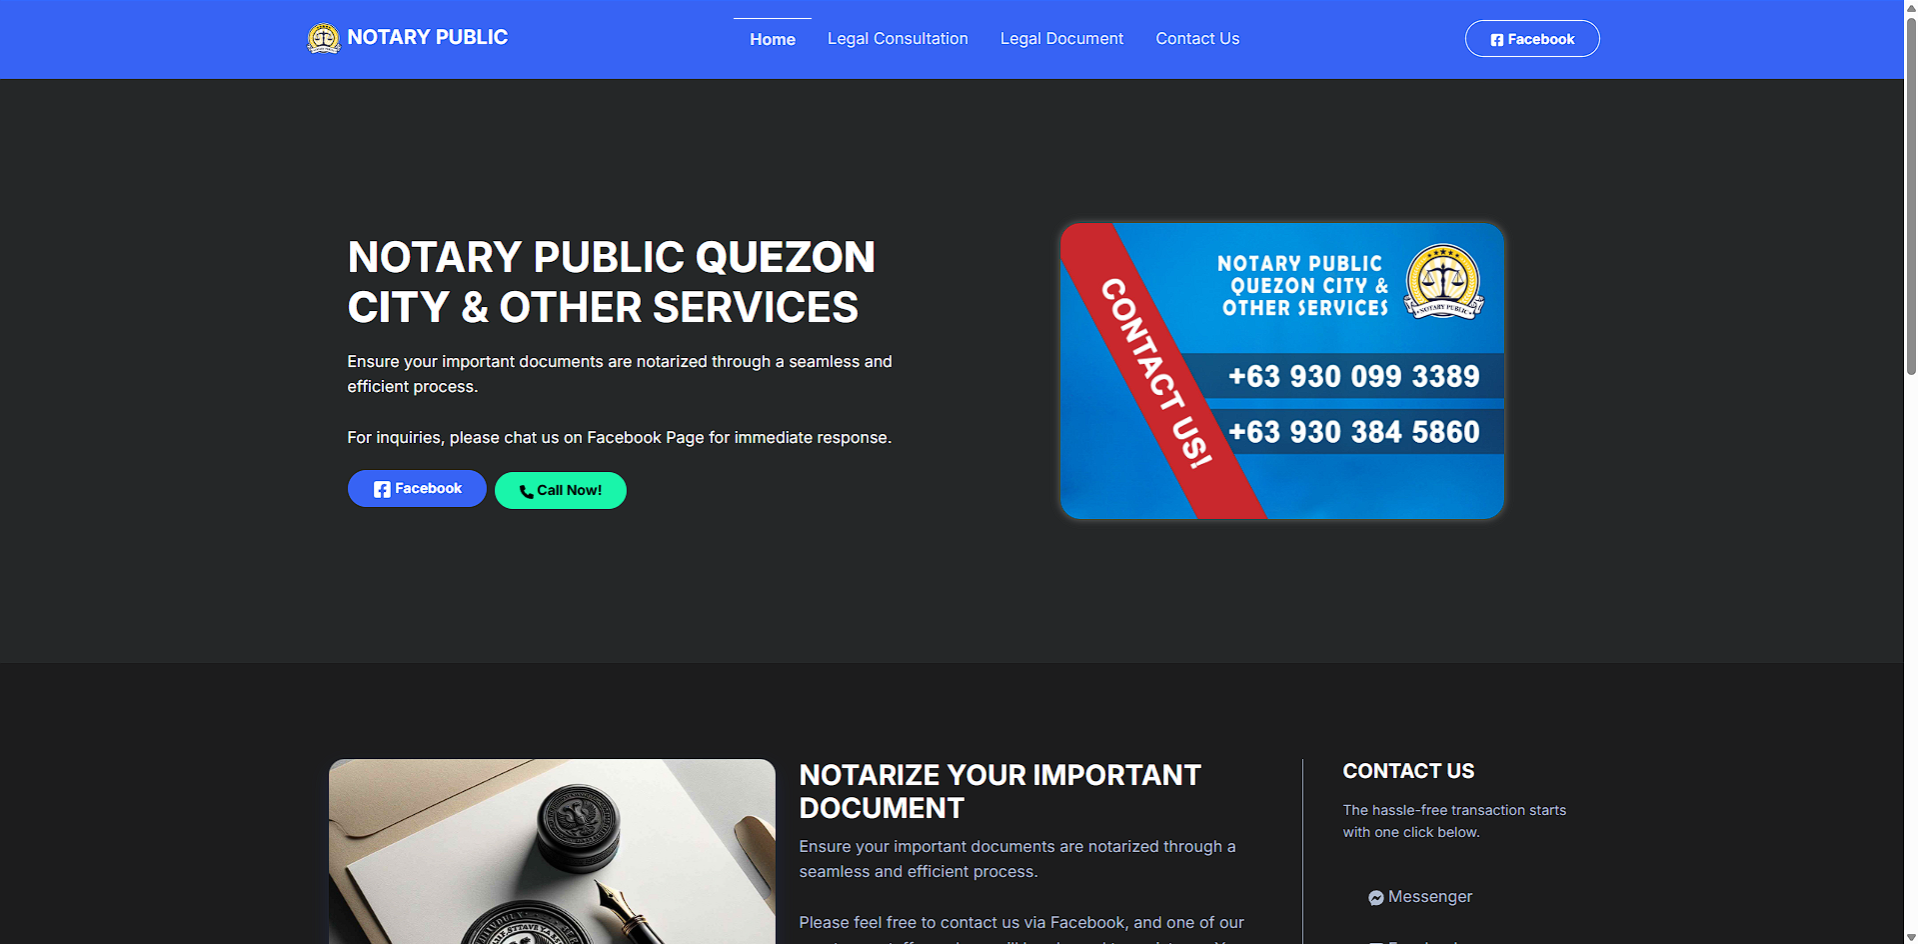 NOTARY PUBLIC
Home
Legal Consultation
Legal Document
Contact Us
Facebook
NOTARY PUBLIC QUEZON
CITY & OTHER SERVICES
Ensure your important documents are notarized through a seamless and
efficient process.
For inquiries, please chat us on Facebook Page for immediate response.
Facebook
Call Now!
CONTACT US!
NOTARY PUBLIC
QUEZON CITY &
OTHER SERVICES
NOTARY PUBLIC
+63 930 099 3389
+63 930 384 5860
NOTARIZE YOUR IMPORTANT
DOCUMENT
Ensure your important documents are notarized through a
seamless and efficient process.
Please feel free to contact us via Facebook, and one of our
CONTACT US
The hassle-free transaction starts
with one click below.
Messenger